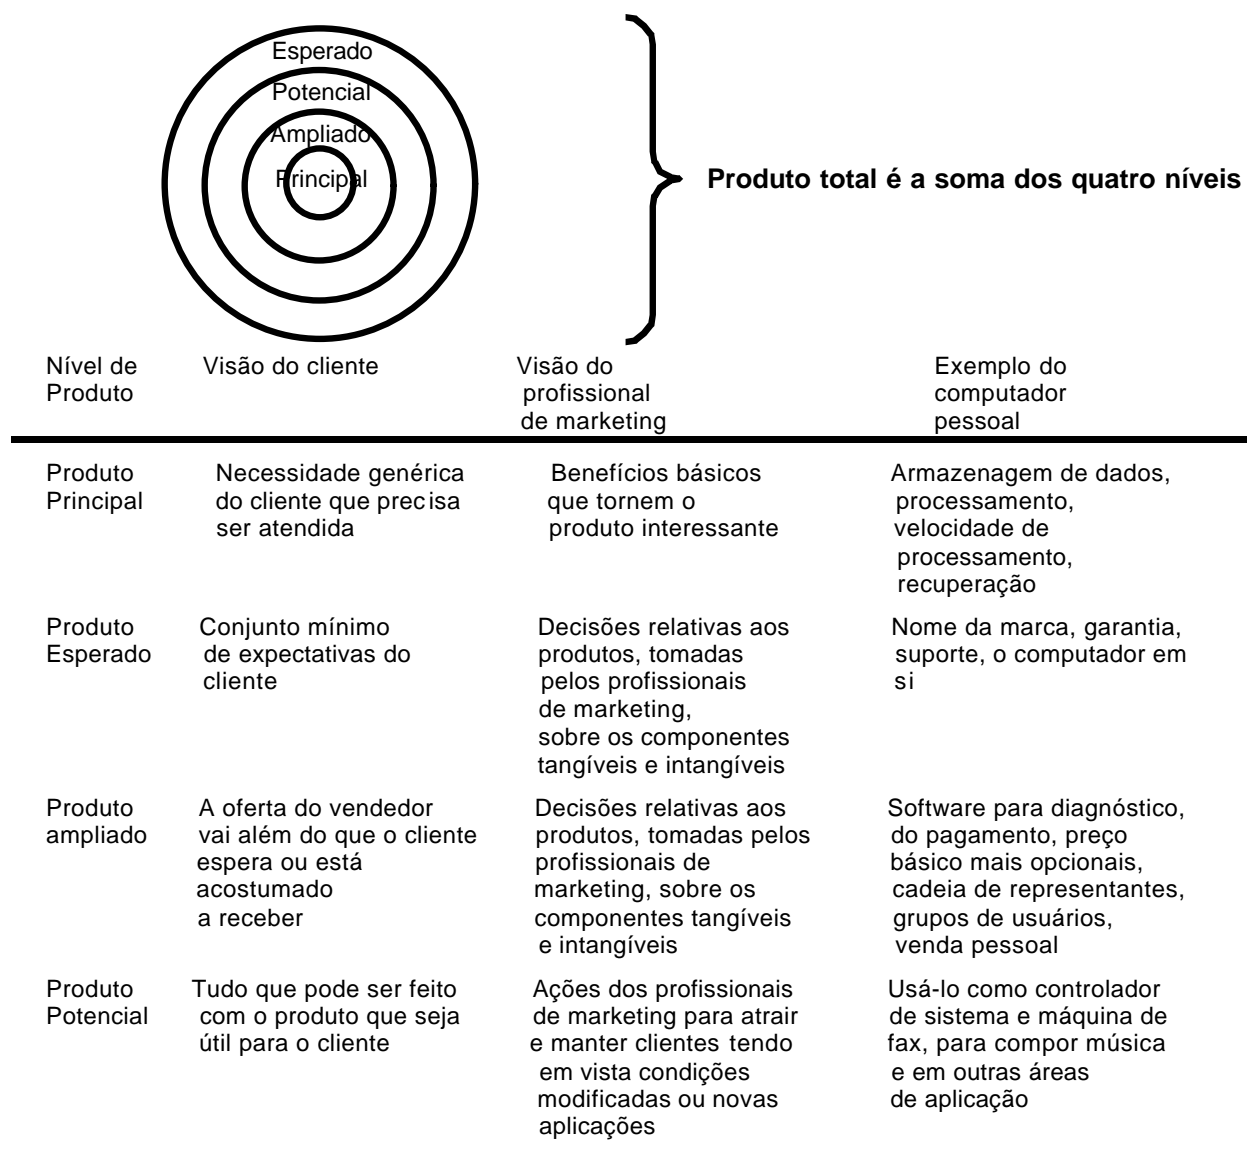 Esperado
Potencial
Ampliado
Principal
Produto total é a soma dos quatro níveis
Nível de
Produto
Visão do cliente
Visão do
profissional
de marketing
Exemplo do
computador
pessoal
Produto
Principal
Necessidade genérica
do cliente que precisa
ser atendida
Benefícios básicos
que tornem o
produto interessante
Armazenagem de dados,
processamento,
velocidade de
processamento,
recuperação
Produto
Esperado
Conjunto mínimo
de expectativas do
cliente
Decisões relativas aos
produtos, tomadas
pelos profissionais
de marketing,
sobre os componentes
tangíveis e intangíveis
Nome da marca, garantia,
suporte, o computador em
si
Produto
ampliado
A oferta do vendedor
vai além do que o cliente
espera ou está
acostumado
a receber
Decisões relativas aos
produtos, tomadas pelos
profissionais de
marketing, sobre os
componentes tangíveis
e intangíveis
Software para diagnóstico,
do pagamento, preço
básico mais opcionais,
cadeia de representantes,
grupos de usuários,
venda pessoal
Produto
Potencial
Tudo que pode ser feito
com o produto que seja
útil para o cliente
Ações dos profissionais
de marketing para atrair
e manter clientes tendo
em vista condições
modificadas ou novas
aplicações
Usá-lo como controlador
de sistema e máquina de
fax, para compor música
e em outras áreas
de aplicação